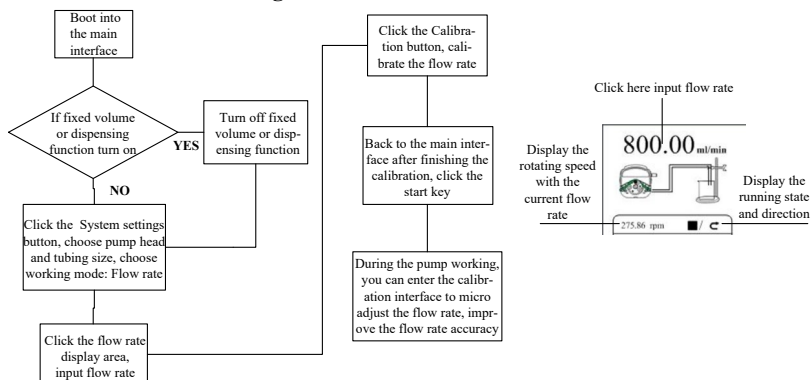 Boot into
the main
interface
If fixed volume
or dispensing
function turn on
YES
Turn off fixed
volume or disp-
ensing function
NO
Click the System settings
button, choose pump head
and tubing size, choose
working mode: Flow rate
Click the flow rate
display area,
input flow rate
Click the Calibra-
tion button, cali-
brate the flow rate
Back to the main inter-
face after finishing the
calibration, click the
start key
During the pump working,
you can enter the calibr-
ation interface to micro
adjust the flow rate, impr-
ove the flow rate accuracy
Click here input flow rate
800.00 ml/min
Display the
rotating speed
with the
current flow
rate
Display the
running state
and direction
275.86 rpm
/